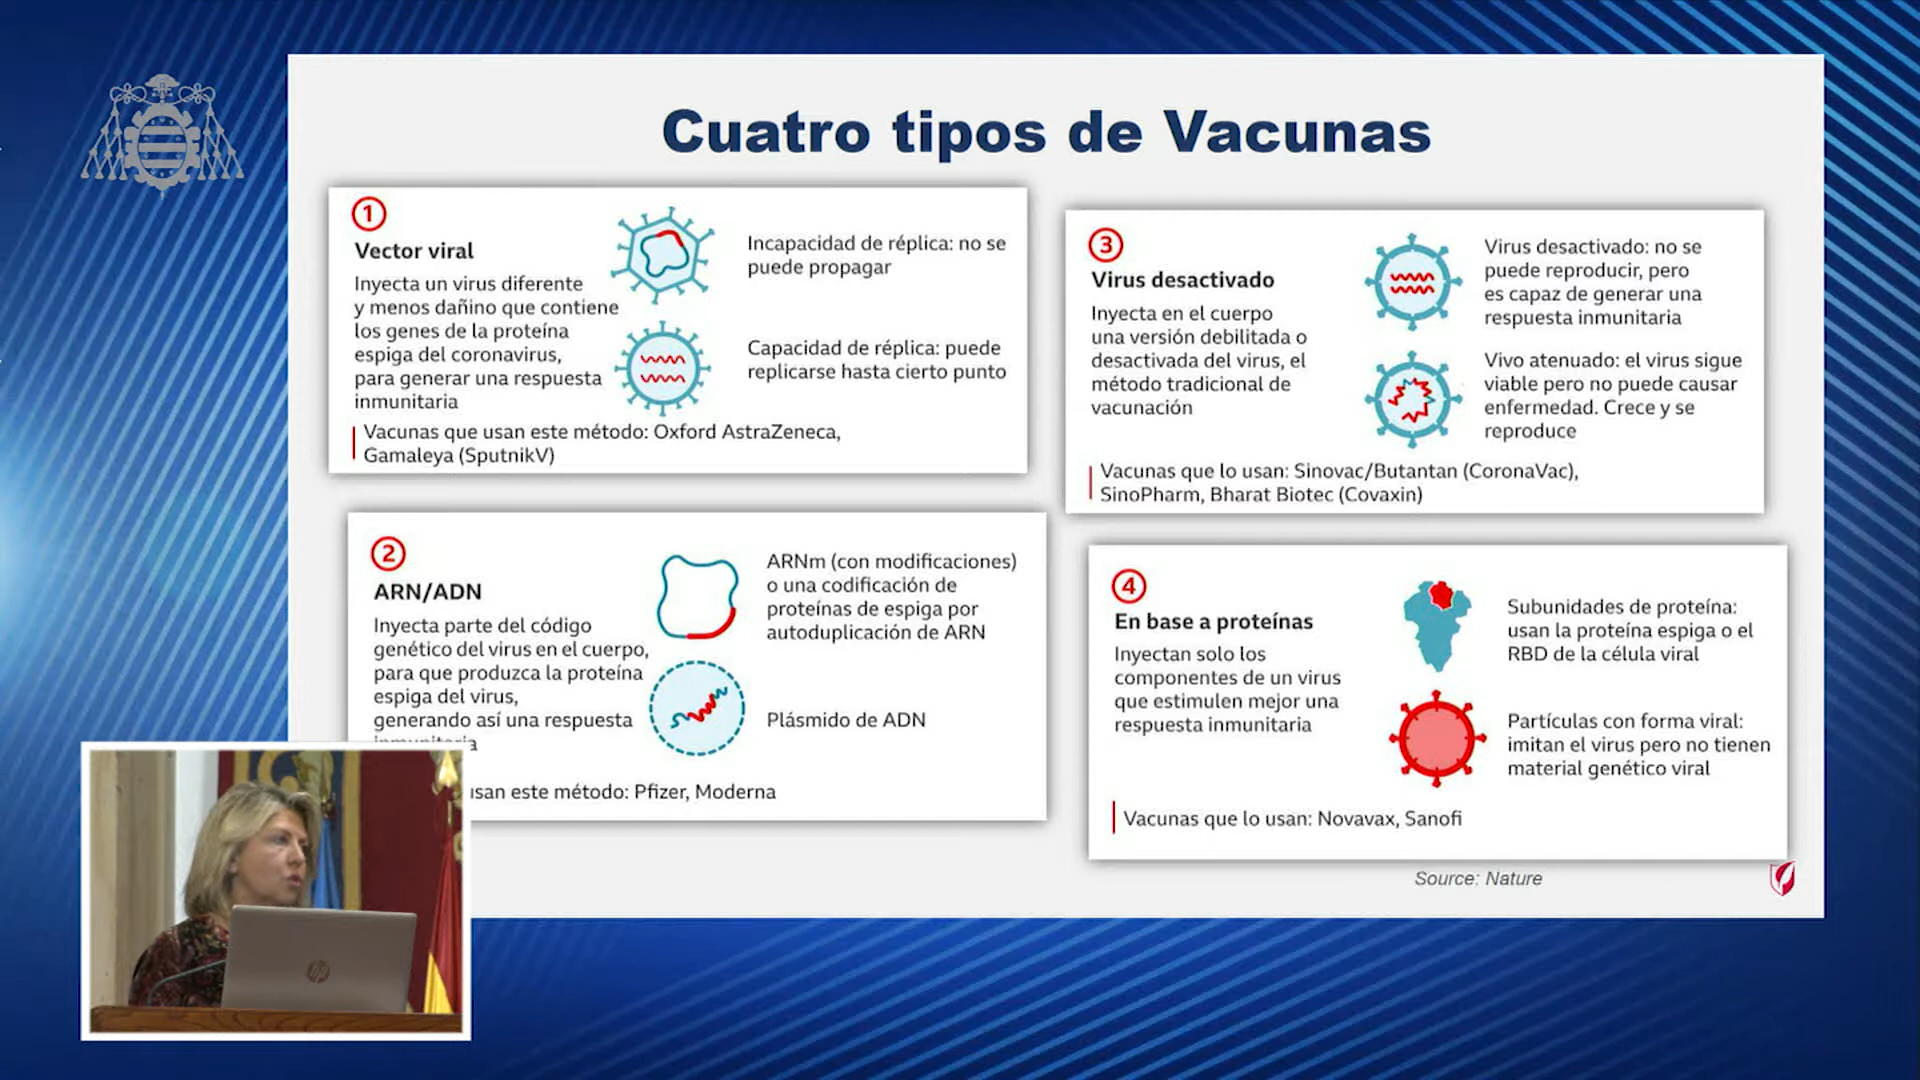 Cuatro tipos de Vacunas
1
Vector viral
Inyecta un virus diferente
y menos dañino que contiene
los genes de la proteína
espiga del coronavirus,
para generar una respuesta
inmunitaria
Incapacidad de réplica: no se
puede propagar
Capacidad de réplica: puede
replicarse hasta cierto punto
Vacunas que usan este método: Oxford AstraZeneca,
Gamaleya (SputnikV)
2
ARN/ADN
Inyecta parte del código
genético del virus en el cuerpo,
para que produzca la proteína
espiga del virus,
generando así una respuesta
ARNm (con modificaciones)
o una codificación de
proteínas de espiga por
autoduplicación de ARN
Plásmido de ADN
usan este método: Pfizer, Moderna
3
Virus desactivado
Inyecta en el cuerpo
una versión debilitada o
desactivada del virus, el
método tradicional de
vacunación
Virus desactivado: no se
puede reproducir, pero
es capaz de generar una
respuesta inmunitaria
Vivo atenuado: el virus sigue
viable pero no puede causar
enfermedad. Crece y se
reproduce
Vacunas que lo usan: Sinovac/Butantan (CoronaVac),
SinoPharm, Bharat Biotec (Covaxin)
4
En base a proteínas
Inyectan solo los
componentes de un virus
que estimulen mejor una
respuesta inmunitaria
Subunidades de proteína:
usan la proteína espiga o el
RBD de la célula viral
Partículas con forma viral:
imitan el virus pero no tienen
material genético viral
Vacunas que lo usan: Novavax, Sanofi
Source: Nature
hp